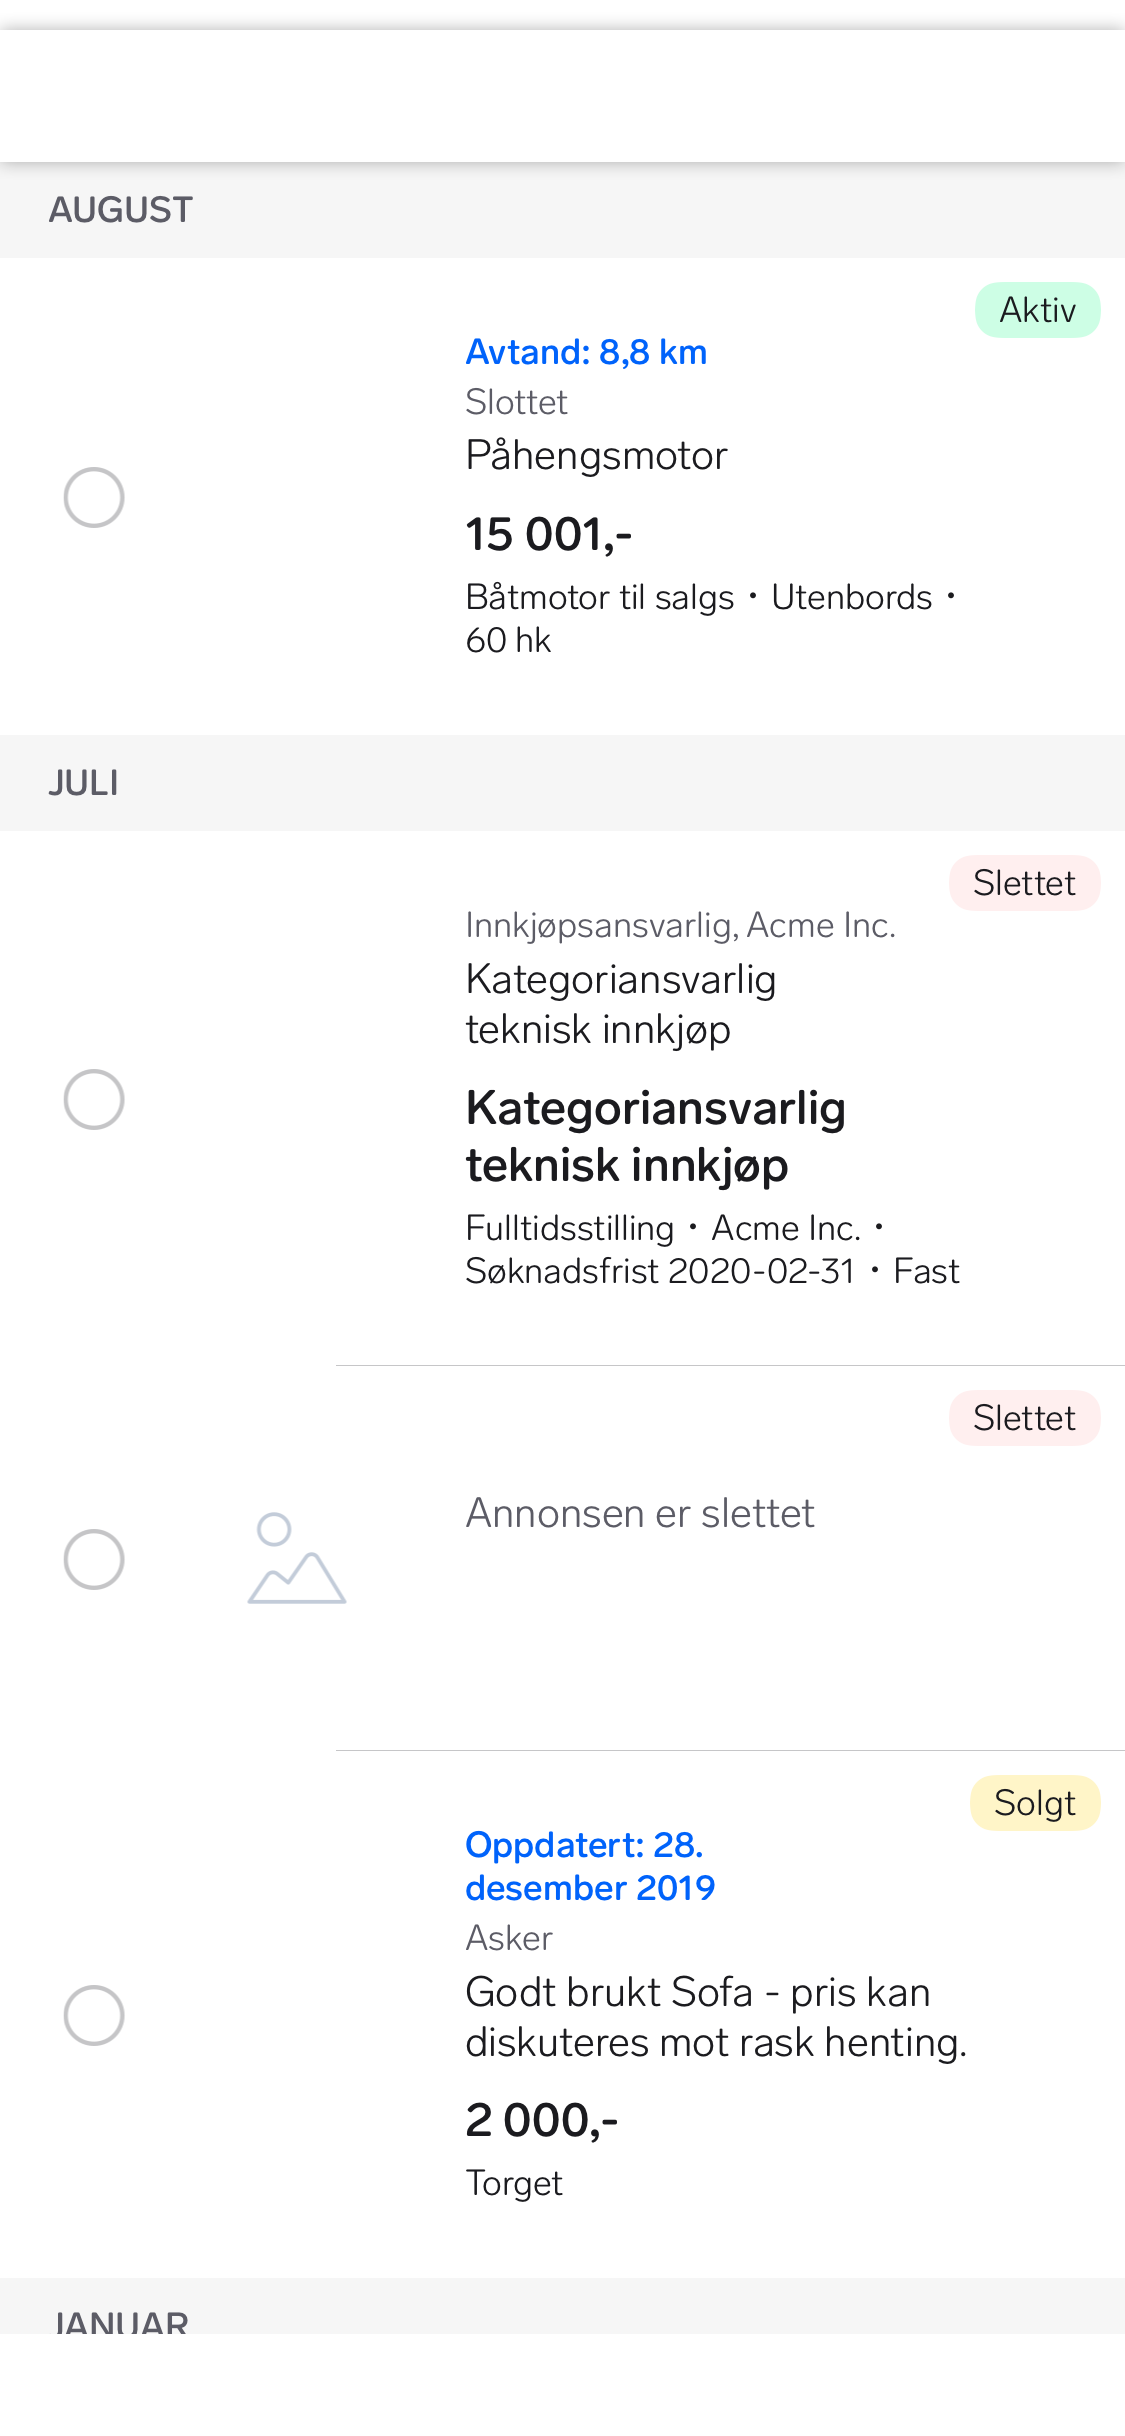 AUGUST
Aktiv
Avtand: 8,8 km
Slottet
Påhengsmotor
15 001,-
Båtmotor til salgs • Utenbords •
60 hk
JULI
Slettet
Innkjøpsansvarlig, Acme Inc.
Kategoriansvarlig
teknisk innkjøp
Kategoriansvarlig
teknisk innkjøp
Fulltidsstilling • Acme Inc. •
Søknadsfrist 2020-02-31 • Fast
Slettet
Annonsen er slettet
Solgt
Oppdatert: 28.
desember 2019
Asker
Godt brukt Sofa - pris kan
diskuteres mot rask henting.
2 000,-
Torget
JANUAR